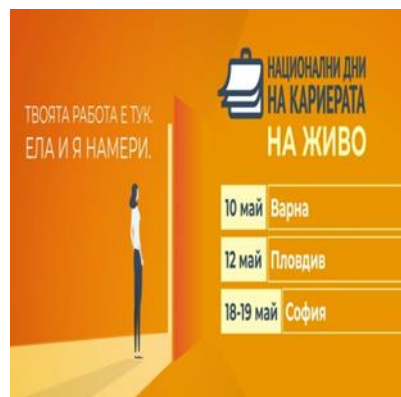 ТВОЯТА РАБОТА Е ТУК.
ЕЛА И Я НАМЕРИ.
НАЦИОНАЛНИ ДНИ
НА КАРИЕРАТА
НА ЖИВО
10 май Варна
12 май Пловдив
18-19 май София